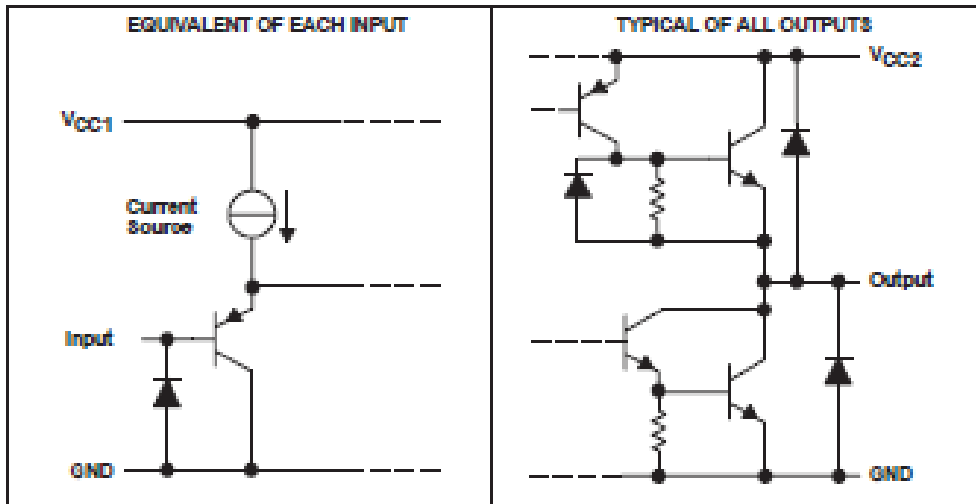 EQUIVALENT OF EACH INPUT
VCC1
Current
Source
Input
GND
TYPICAL OF ALL OUTPUTS
VCC2
Output
GND